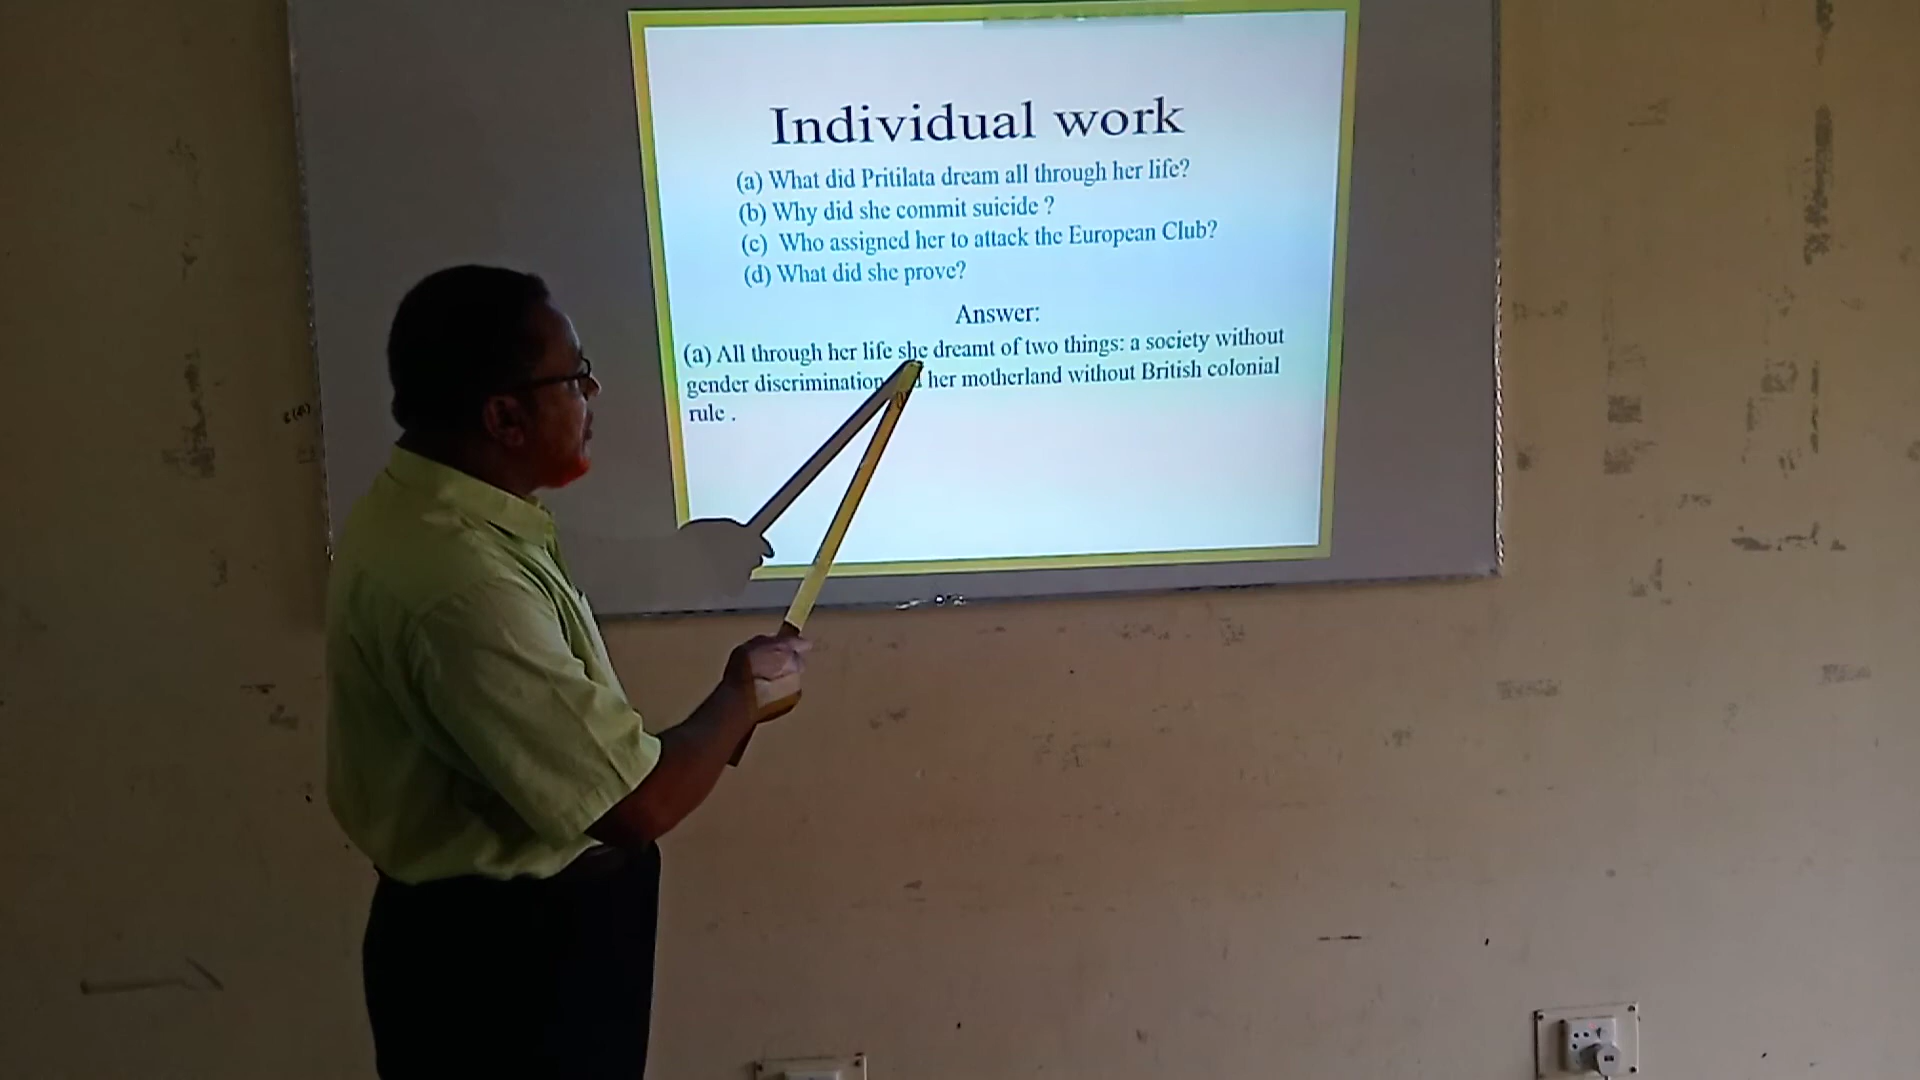 Individual work
(a) What did Pritilata dream all through her life?
(b) Why did she commit suicide ?
(c) Who assigned her to attack the European Club?
(d) What did she prove?
Answer:
(a) All through her life she dreamt of two things: a society without
gender discrimination her motherland without British colonial
rule .